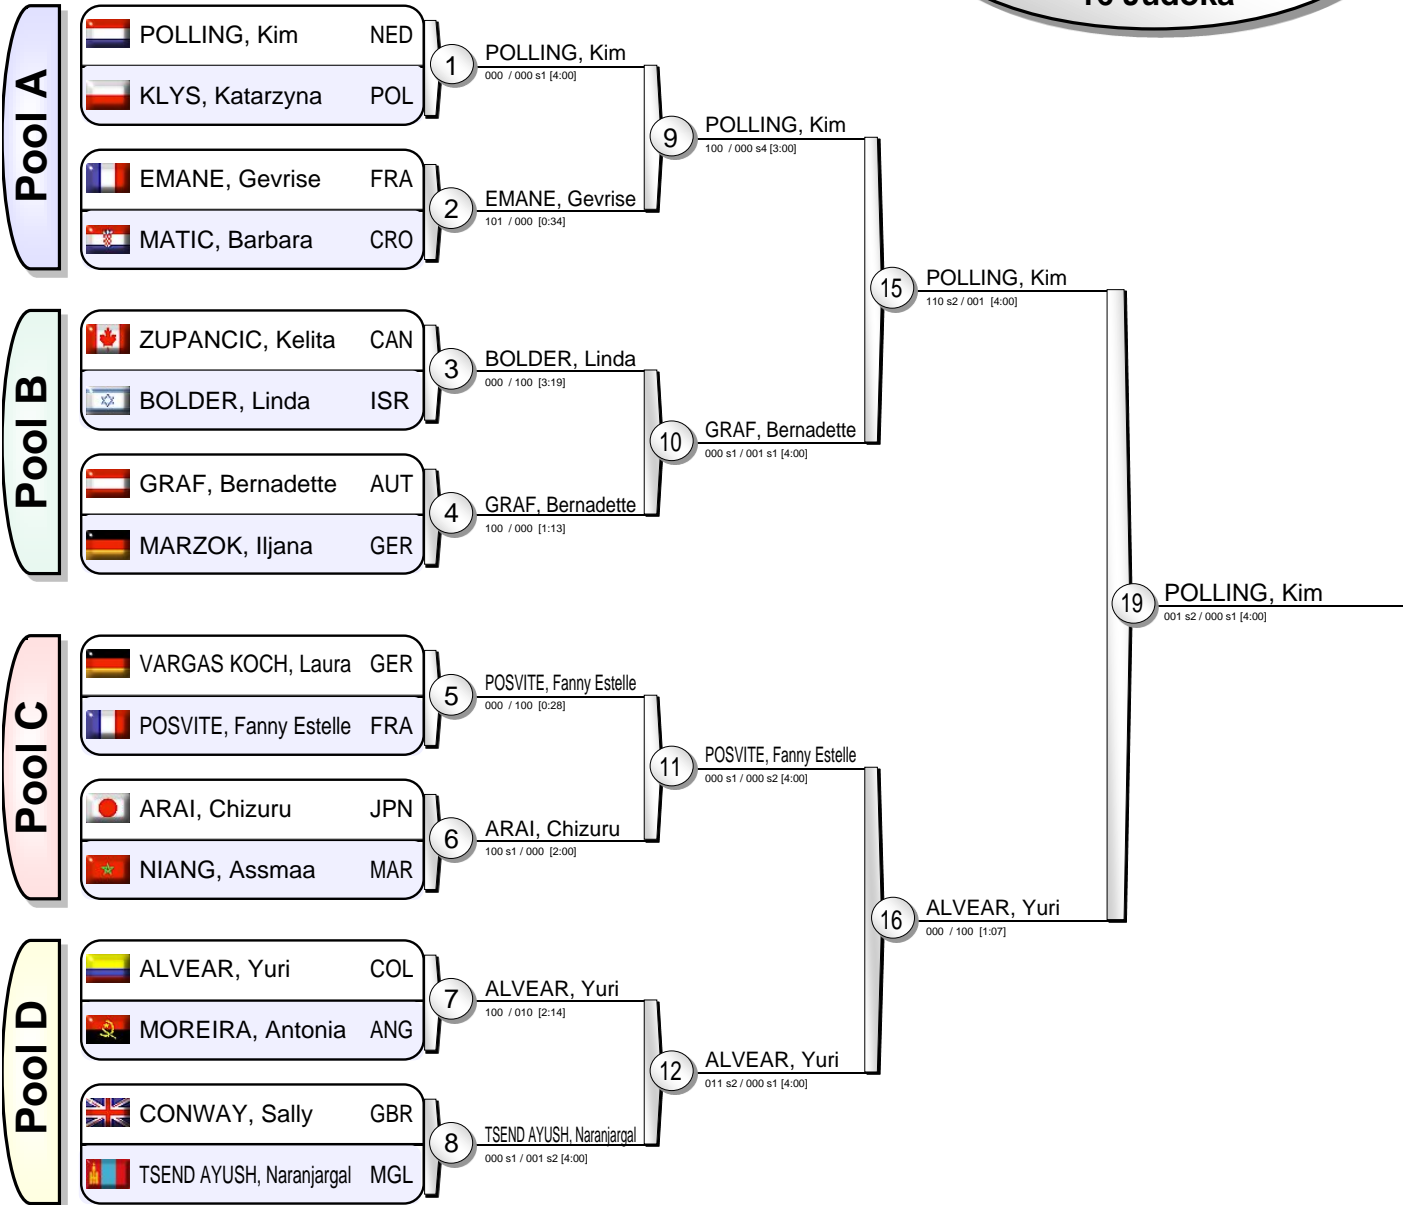 16 Judoka
Pool A
POLLING, Kim NED
KLYS, Katarzyna POL
EMANE, Gevrise FRA
MATIC, Barbara CRO
1
POLLING, Kim
000 / 000 s1 [4:00]
2
EMANE, Gevrise
101 / 000 [0:34]
9
POLLING, Kim
100 / 000 s4 [3:00]
Pool B
ZUPANCIC, Kelita CAN
BOLDER, Linda ISR
GRAF, Bernadette AUT
MARZOK, Iljana GER
3
BOLDER, Linda
000 / 100 [3:19]
4
GRAF, Bernadette
100 / 000 [1:13]
10
GRAF, Bernadette
000 s1 / 001 s1 [4:00]
15
POLLING, Kim
110 s2 / 001 [4:00]
Pool C
VARGAS KOCH, Laura GER
POSVITE, Fanny Estelle FRA
ARAI, Chizuru JPN
NIANG, Assmaa MAR
5
POSVITE, Fanny Estelle
000 / 100 [0:28]
6
ARAI, Chizuru
100 s1 / 000 [2:00]
11
POSVITE, Fanny Estelle
000 s1 / 000 s2 [4:00]
Pool D
ALVEAR, Yuri COL
MOREIRA, Antonia ANG
CONWAY, Sally GBR
TSEND AYUSH, Naranjargal MGL
7
ALVEAR, Yuri
100 / 010 [2:14]
8
TSEND AYUSH, Naranjargal
000 s1 / 001 s2 [4:00]
12
ALVEAR, Yuri
011 s2 / 000 s1 [4:00]
16
ALVEAR, Yuri
000 / 100 [1:07]
19
POLLING, Kim
001 s2 / 000 s1 [4:00]